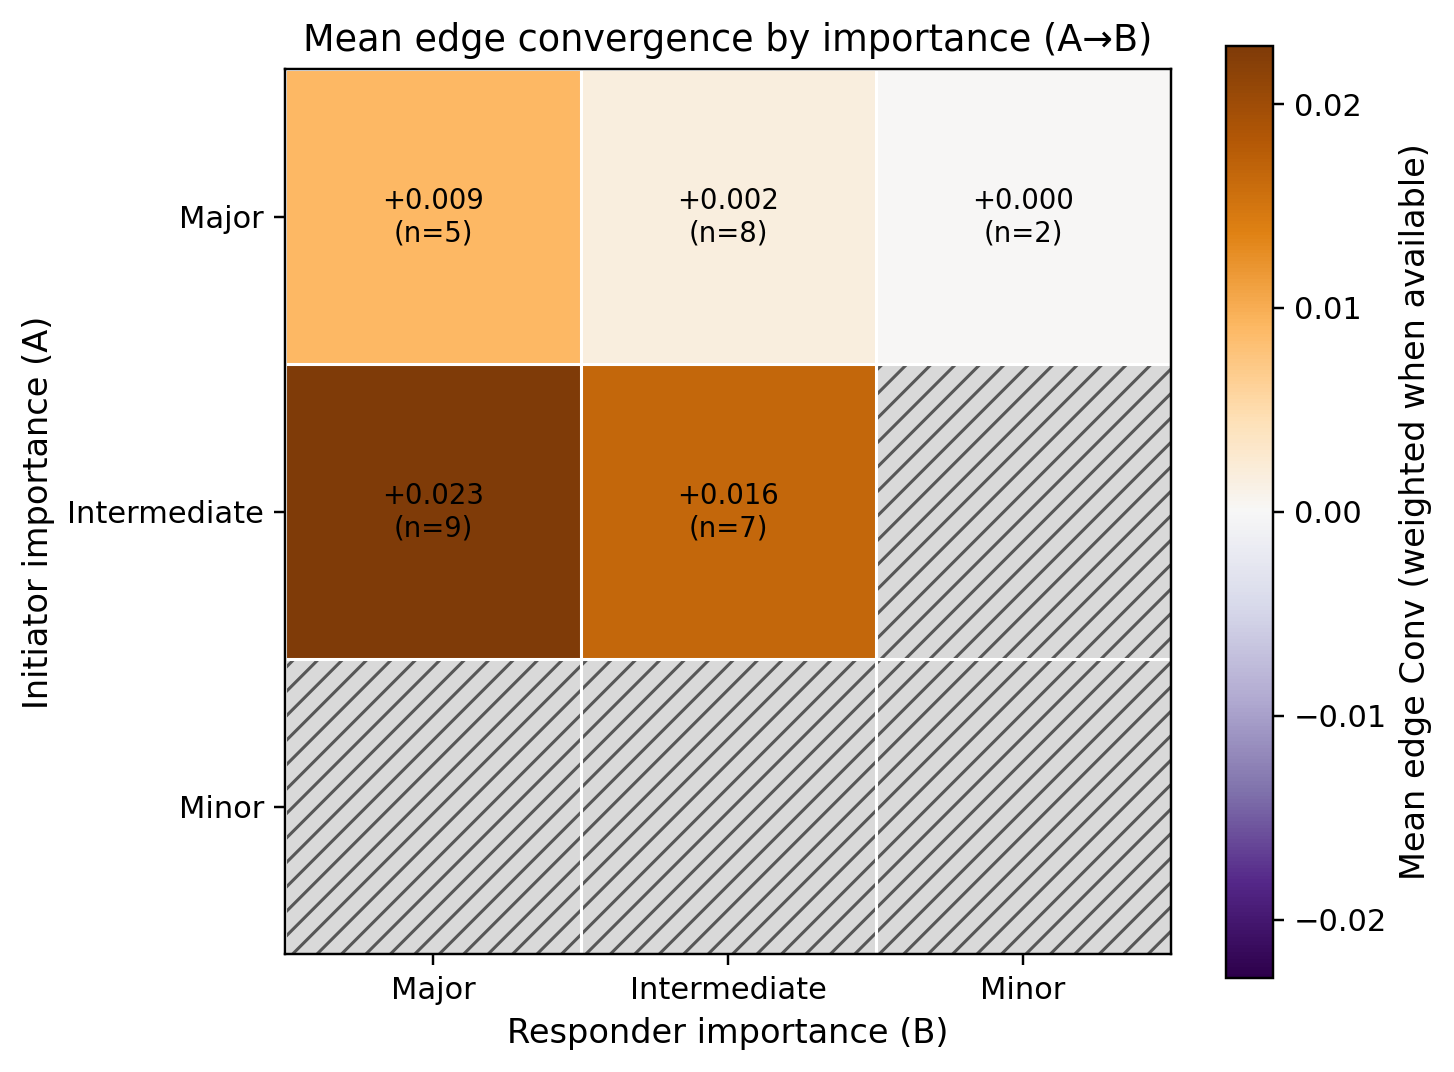 Mean edge convergence by importance (A→B)
Initiator importance (A)
Major
Intermediate
Minor
+0.009
(n=5)
+0.002
(n=8)
+0.000
(n=2)
+0.023
(n=9)
+0.016
(n=7)
Major
Intermediate
Minor
Responder importance (B)
0.02
0.01
0.00
−0.01
−0.02
Mean edge Conv (weighted when available)